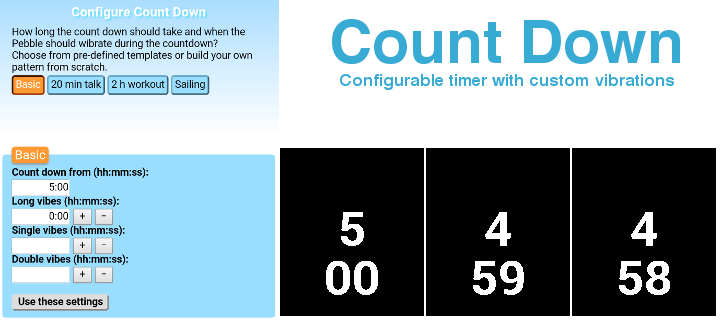 Configure Count Down
How long the count down should take and when the
Pebble should wibrate during the countdown?
Choose from pre-defined templates or build your own
pattern from scratch.
Basic 20 min talk 2 h workout Sailing
Basic
Count down from (hh:mm:ss):
5:00
Long vibes (hh:mm:ss):
0:00 + −
Single vibes (hh:mm:ss):
+ −
Double vibes (hh:mm:ss):
+ −
Use these settings
Count Down
Configurable timer with custom vibrations
5
00
4
59
4
58